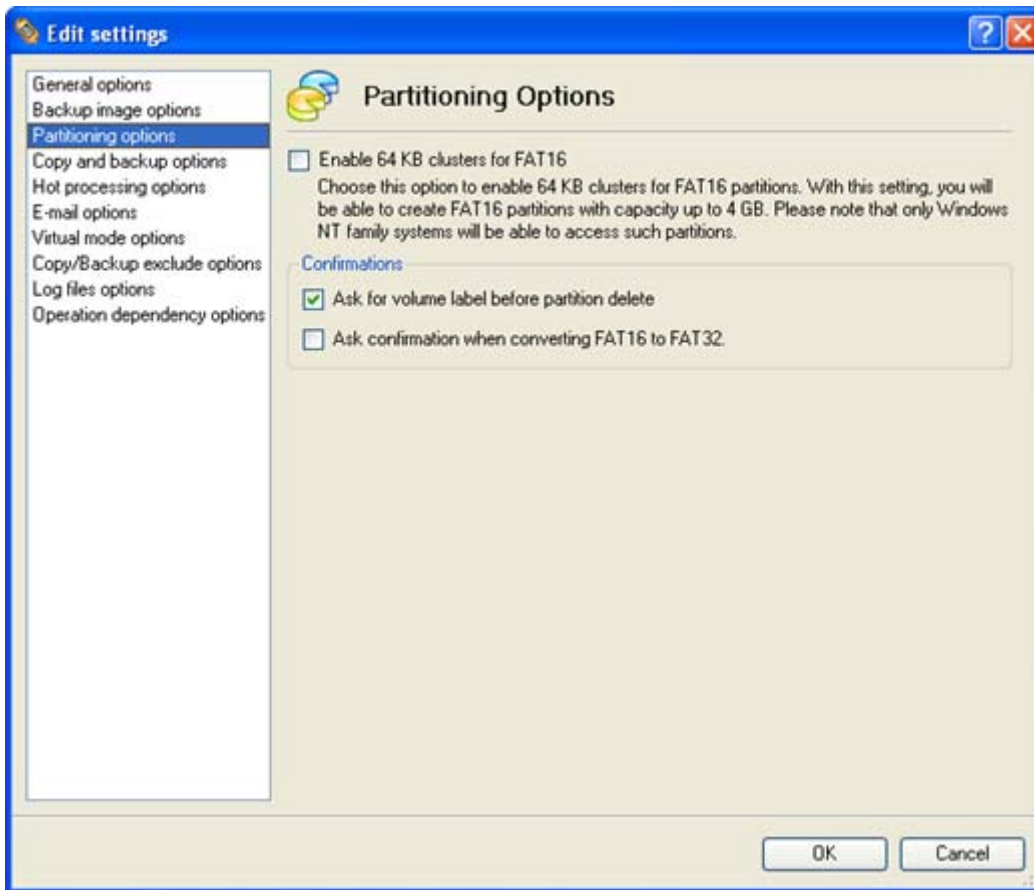 Edit settings
General options
Backup image options
Partitioning options
Copy and backup options
Hot processing options
E-mail options
Virtual mode options
Copy/Backup exclude options
Log files options
Operation dependency options
Partitioning Options
Enable 64 KB clusters for FAT16
Choose this option to enable 64 KB clusters for FAT16 partitions. With this setting, you will
be able to create FAT16 partitions with capacity up to 4 GB. Please note that only Windows
NT family systems will be able to access such partitions.
Confirmations
Ask for volume label before partition delete
Ask confirmation when converting FAT16 to FAT32.
OK
Cancel